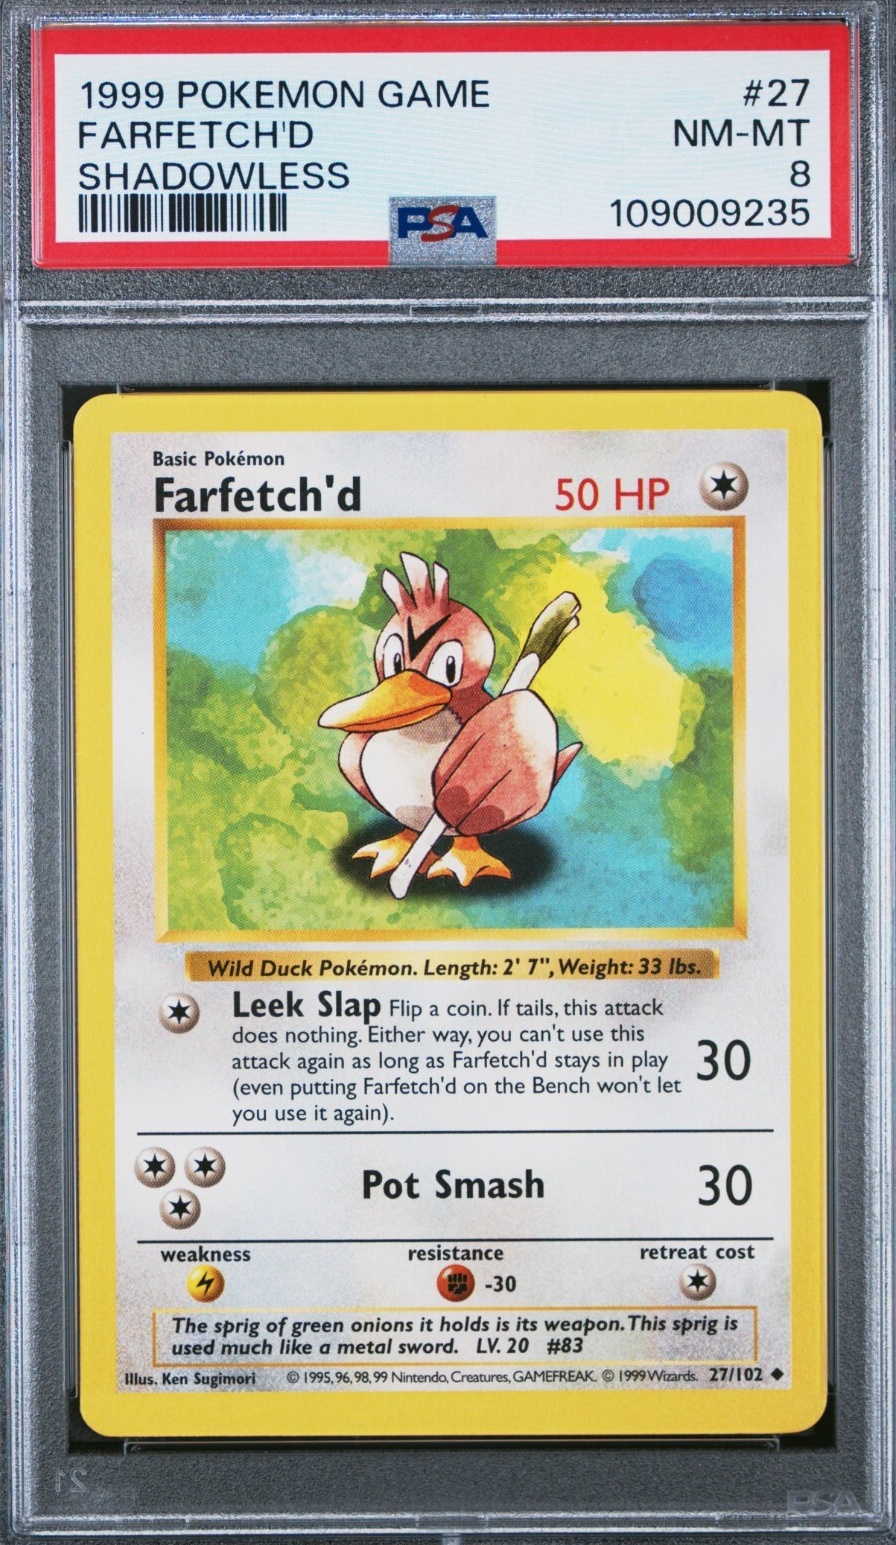 1999 POKEMON GAME #27
FARFETCH'D NM-MT
SHADOWLESS 8
PSA 109009235
Basic Pokémon
Farfetch'd 50 HP
Wild Duck Pokémon. Length: 2' 7", Weight: 33 lbs.
Leek Slap Flip a coin. If tails, this attack
does nothing. Either way, you can't use this
attack again as long as Farfetch'd stays in play
(even putting Farfetch'd on the Bench won't let
you use it again).
30
Pot Smash 30
weakness resistance retreat cost
-30
The sprig of green onions it holds is its weapon. This sprig is
used much like a metal sword. LV. 20 #83
Illus. Ken Sugimori © 1995, 96, 98, 99 Nintendo, Creatures, GAMEFREAK. © 1999 Wizards. 27/102 ◆
PSA